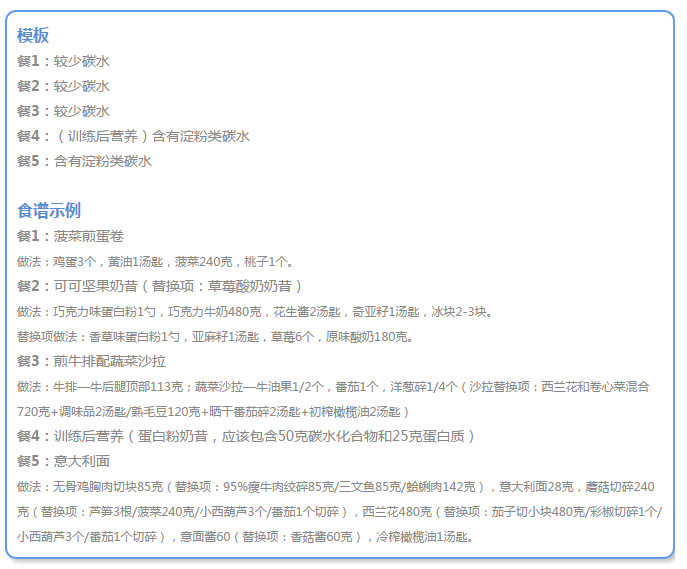 模板
餐1：较少碳水
餐2：较少碳水
餐3：较少碳水
餐4：（训练后营养）含有淀粉类碳水
餐5：含有淀粉类碳水
食谱示例
餐1：菠菜煎蛋卷
做法：鸡蛋3个，黄油1汤匙，菠菜240克，桃子1个。
餐2：可可坚果奶昔（替换项：草莓酸奶奶昔）
做法：巧克力味蛋白粉1勺，巧克力牛奶480克，花生酱2汤匙，奇亚籽1汤匙，冰块2-3块。
替换项做法：香草味蛋白粉1勺，亚麻籽1汤匙，草莓6个，原味酸奶180克。
餐3：煎牛排配蔬菜沙拉
做法：牛排—牛后腿顶部113克；蔬菜沙拉—牛油果1/2个，番茄1个，洋葱碎1/4个（沙拉替换项：西兰花和卷心菜混合
720克+调味品2汤匙/熟毛豆120克+晒干番茄碎2汤匙+初榨橄榄油2汤匙）
餐4：训练后营养（蛋白粉奶昔，应该包含50克碳水化合物和25克蛋白质）
餐5：意大利面
做法：无骨鸡胸肉切块85克（替换项：95%瘦牛肉绞碎85克/三文鱼85克/蛤蜊肉142克），意大利面28克，蘑菇切碎240
克（替换项：芦笋3根/菠菜240克/小西葫芦3个/番茄1个切碎），西兰花480克（替换项：茄子切小块480克/彩椒切碎1个/
小西葫芦3个/番茄1个切碎），意面酱60（替换项：香菇酱60克），冷榨橄榄油1汤匙。